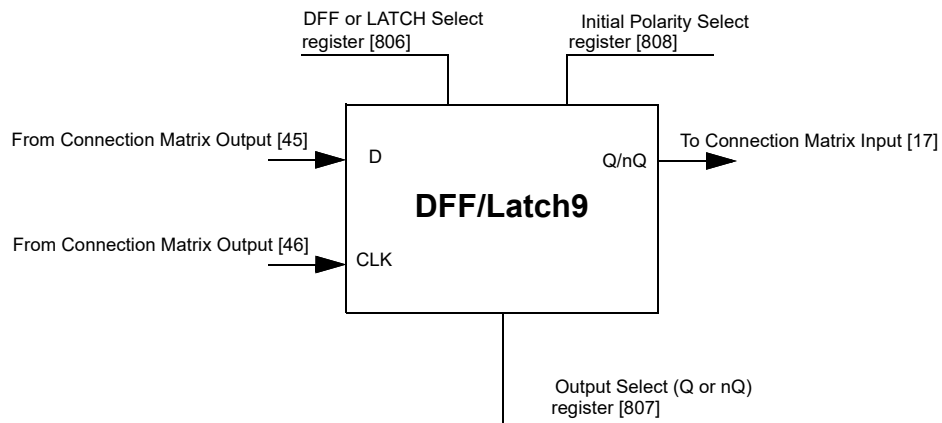 DFF or LATCH Select
register [806]
Initial Polarity Select
register [808]
From Connection Matrix Output [45]
D
Q/nQ
To Connection Matrix Input [17]
DFF/Latch9
From Connection Matrix Output [46]
CLK
Output Select (Q or nQ)
register [807]